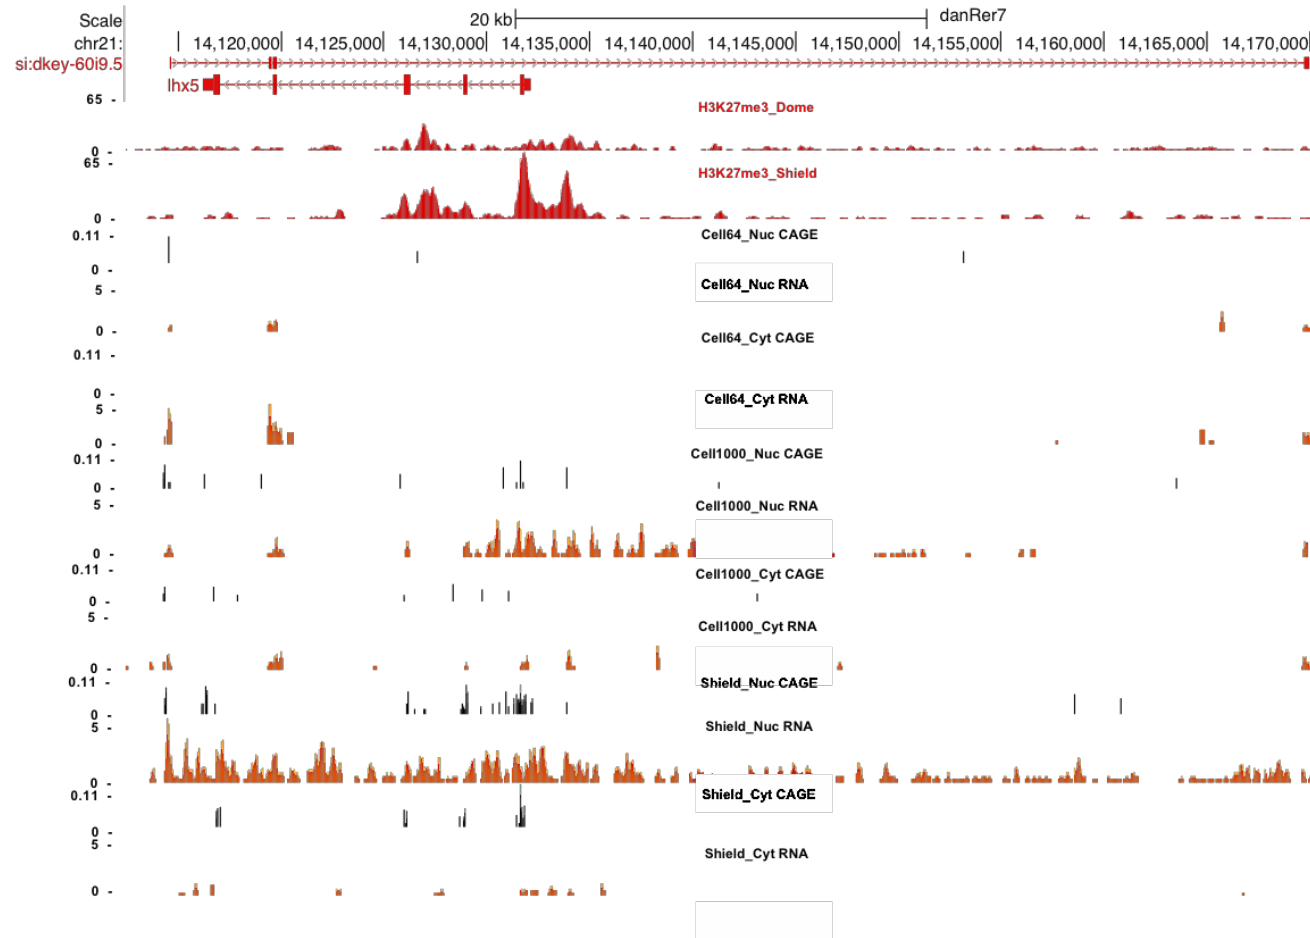 Scale 20 kb danRer7
chr21: 14,120,000 14,125,000 14,130,000 14,135,000 14,140,000 14,145,000 14,150,000 14,155,000 14,160,000 14,165,000 14,170,000
si:dkey-60i9.5
lhx5
65 -
H3K27me3_Dome
0 -
65 -
H3K27me3_Shield
0 -
0.11 -
Cell64_Nuc CAGE
0 -
Cell64_Nuc RNA
5 -
0 -
Cell64_Cyt CAGE
0.11 -
0 -
Cell64_Cyt RNA
5 -
0 -
Cell1000_Nuc CAGE
0.11 -
0 -
5 -
Cell1000_Nuc RNA
0 -
0.11 -
Cell1000_Cyt CAGE
0 -
5 -
Cell1000_Cyt RNA
0 -
0.11 -
Shield_Nuc CAGE
0 -
5 -
Shield_Nuc RNA
0 -
0.11 -
Shield_Cyt CAGE
0 -
5 -
Shield_Cyt RNA
0 -